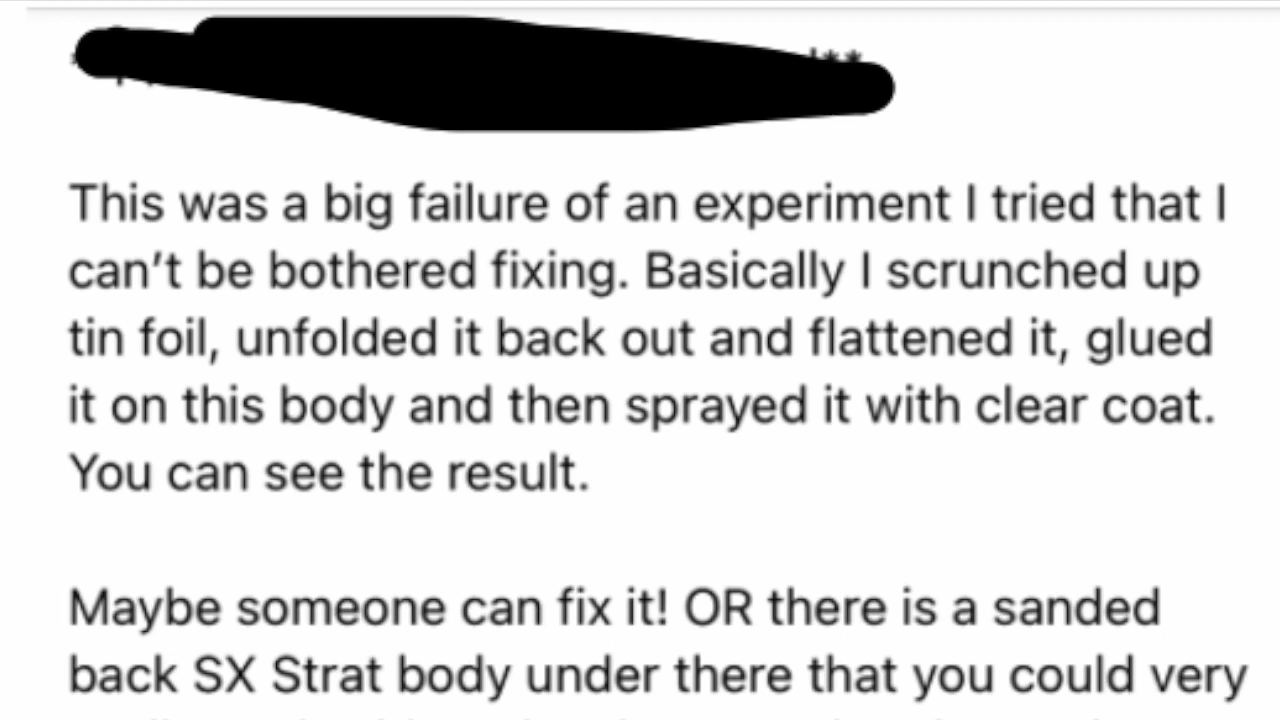 This was a big failure of an experiment I tried that I
can’t be bothered fixing. Basically I scrunched up
tin foil, unfolded it back out and flattened it, glued
it on this body and then sprayed it with clear coat.
You can see the result.
Maybe someone can fix it! OR there is a sanded
back SX Strat body under there that you could very